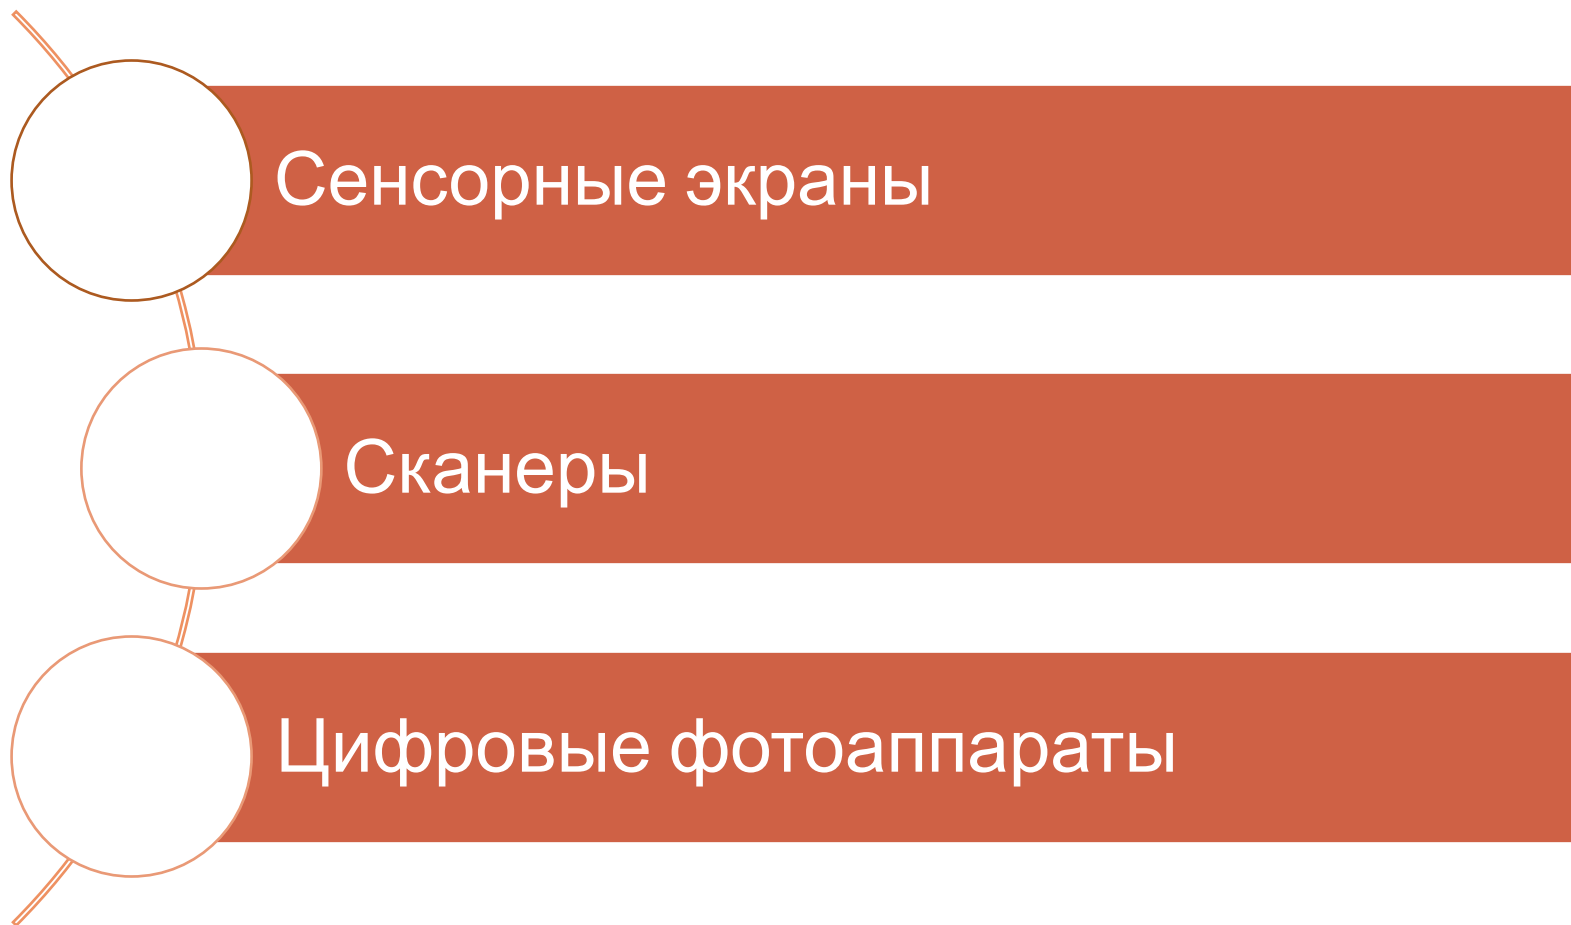 Сенсорные экраны
Сканеры
Цифровые фотоаппараты